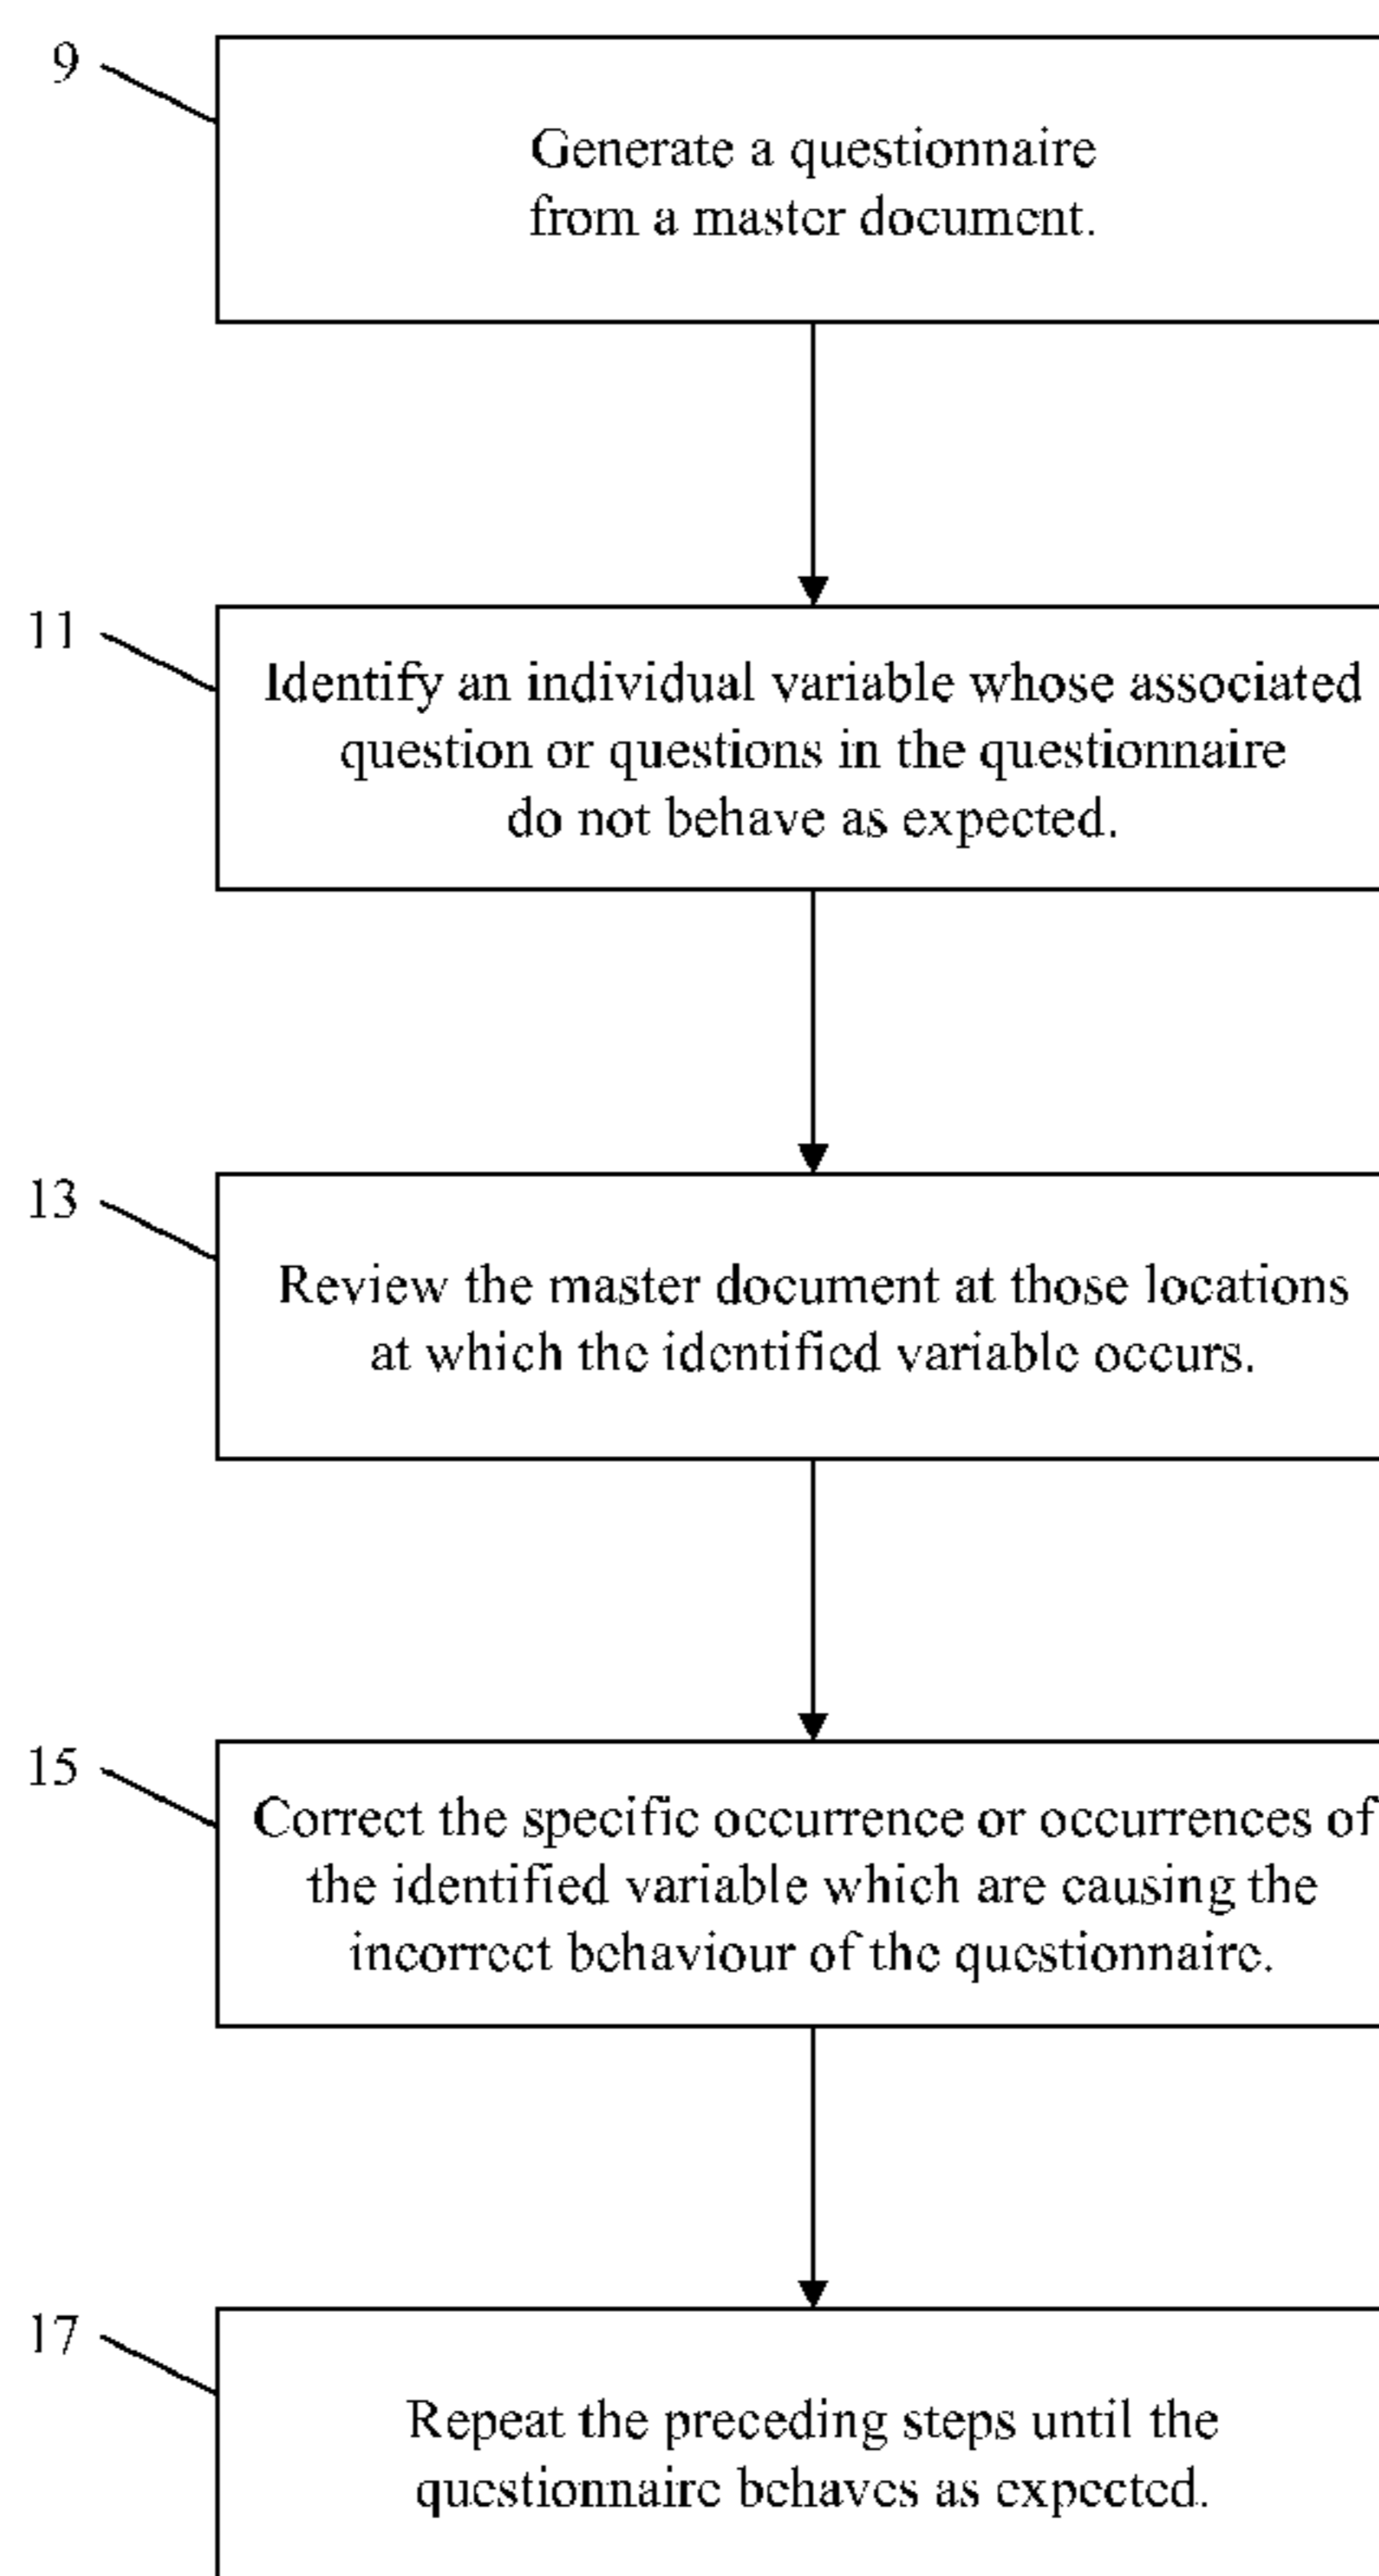 9
Generate a questionnaire
from a master document.
11
Identify an individual variable whose associated
question or questions in the questionnaire
do not behave as expected.
13
Review the master document at those locations
at which the identified variable occurs.
15
Correct the specific occurrence or occurrences of
the identified variable which are causing the
incorrect behaviour of the questionnaire.
17
Repeat the preceding steps until the
questionnaire behaves as expected.